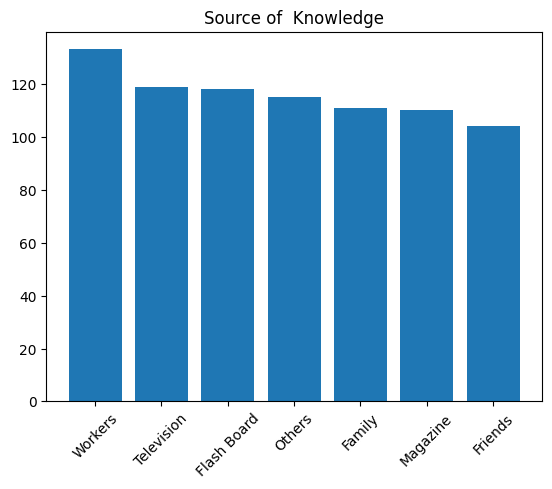 Source of  Knowledge
120
100
80
60
40
20
0
Workers
Television
Flash Board
Others
Family
Magazine
Friends